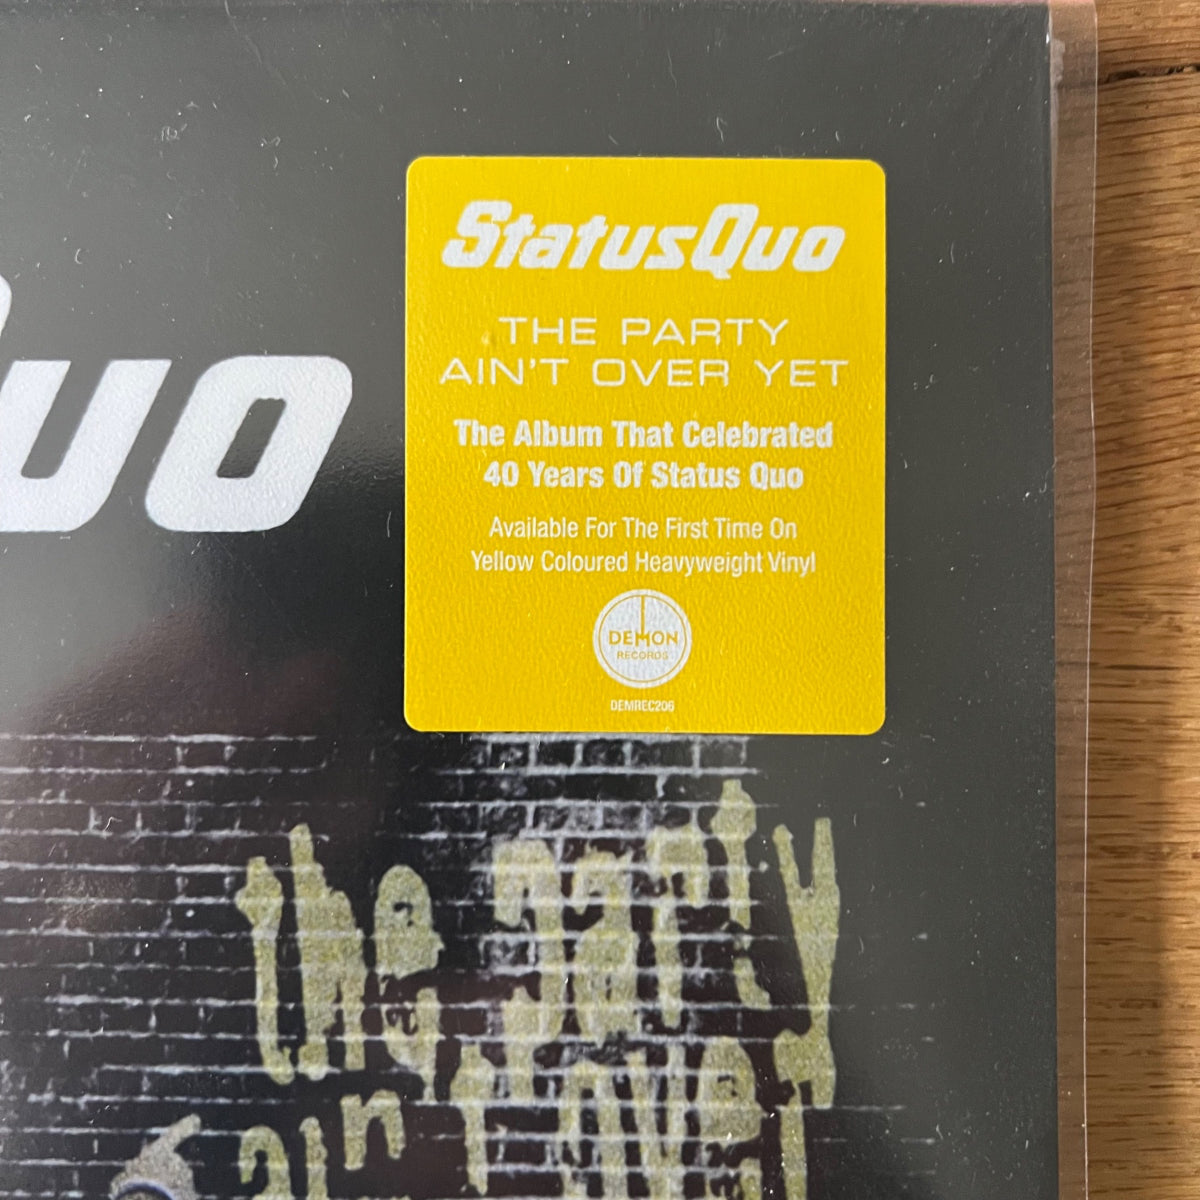 StatusQuo
THE PARTY
AIN'T OVER YET
The Album That Celebrated
40 Years Of Status Quo
Available For The First Time On
Yellow Coloured Heavyweight Vinyl
DEMON
RECORDS
DEMREC206
Quo
the party
ain't over yet